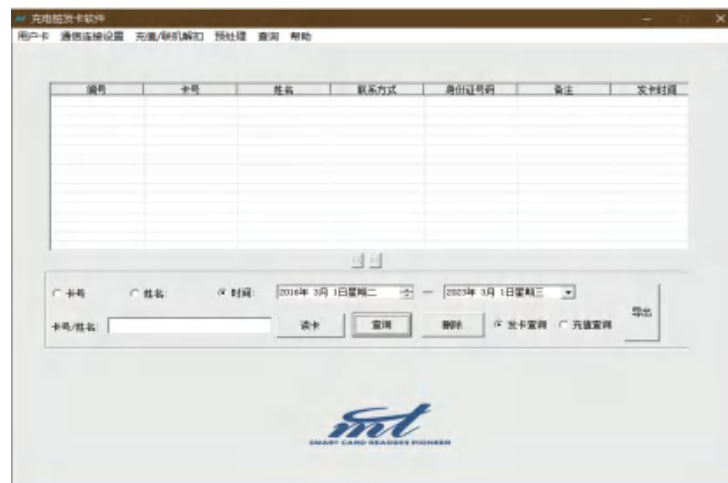 充电桩发卡软件
用户卡 通信连接设置 充值/联机解扣 预处理 查询 帮助
编号 卡号 姓名 联系方式 身份证号码 备注 发卡时间
卡号 姓名: 时间: 2016年 3月 1日星期二 — 2023年 3月 1日星期三
卡号/姓名: 读卡 查询 删除 发卡查询 充值查询 导出
mt
SMART CARD READERS PIONEER